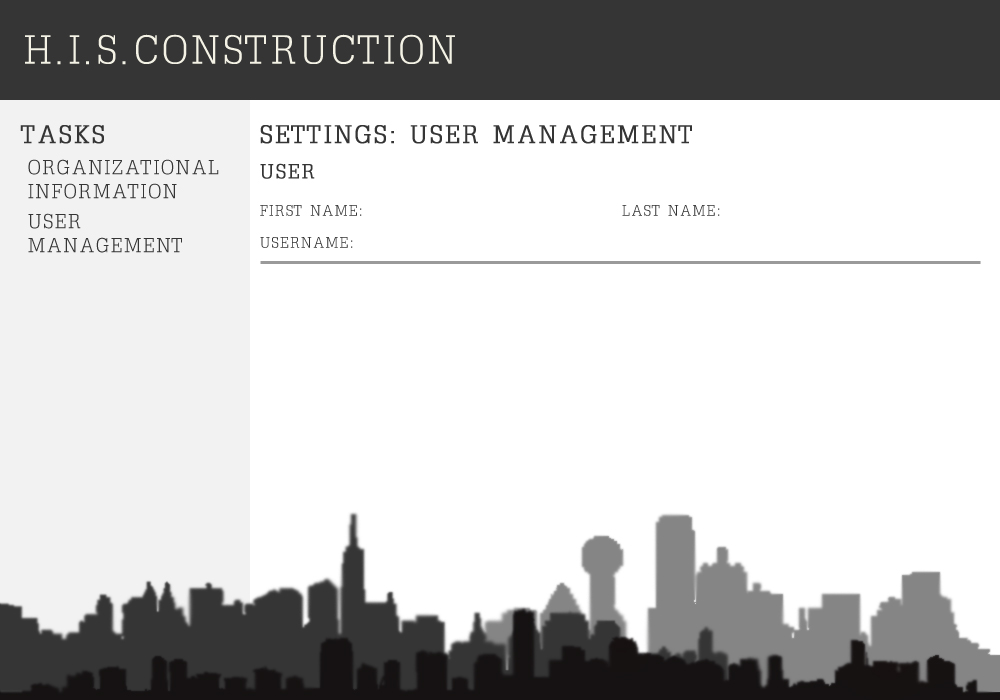 H.I.S.CONSTRUCTION
TASKS
ORGANIZATIONAL
INFORMATION
USER
MANAGEMENT
SETTINGS: USER MANAGEMENT
USER
FIRST NAME: LAST NAME:
USERNAME: